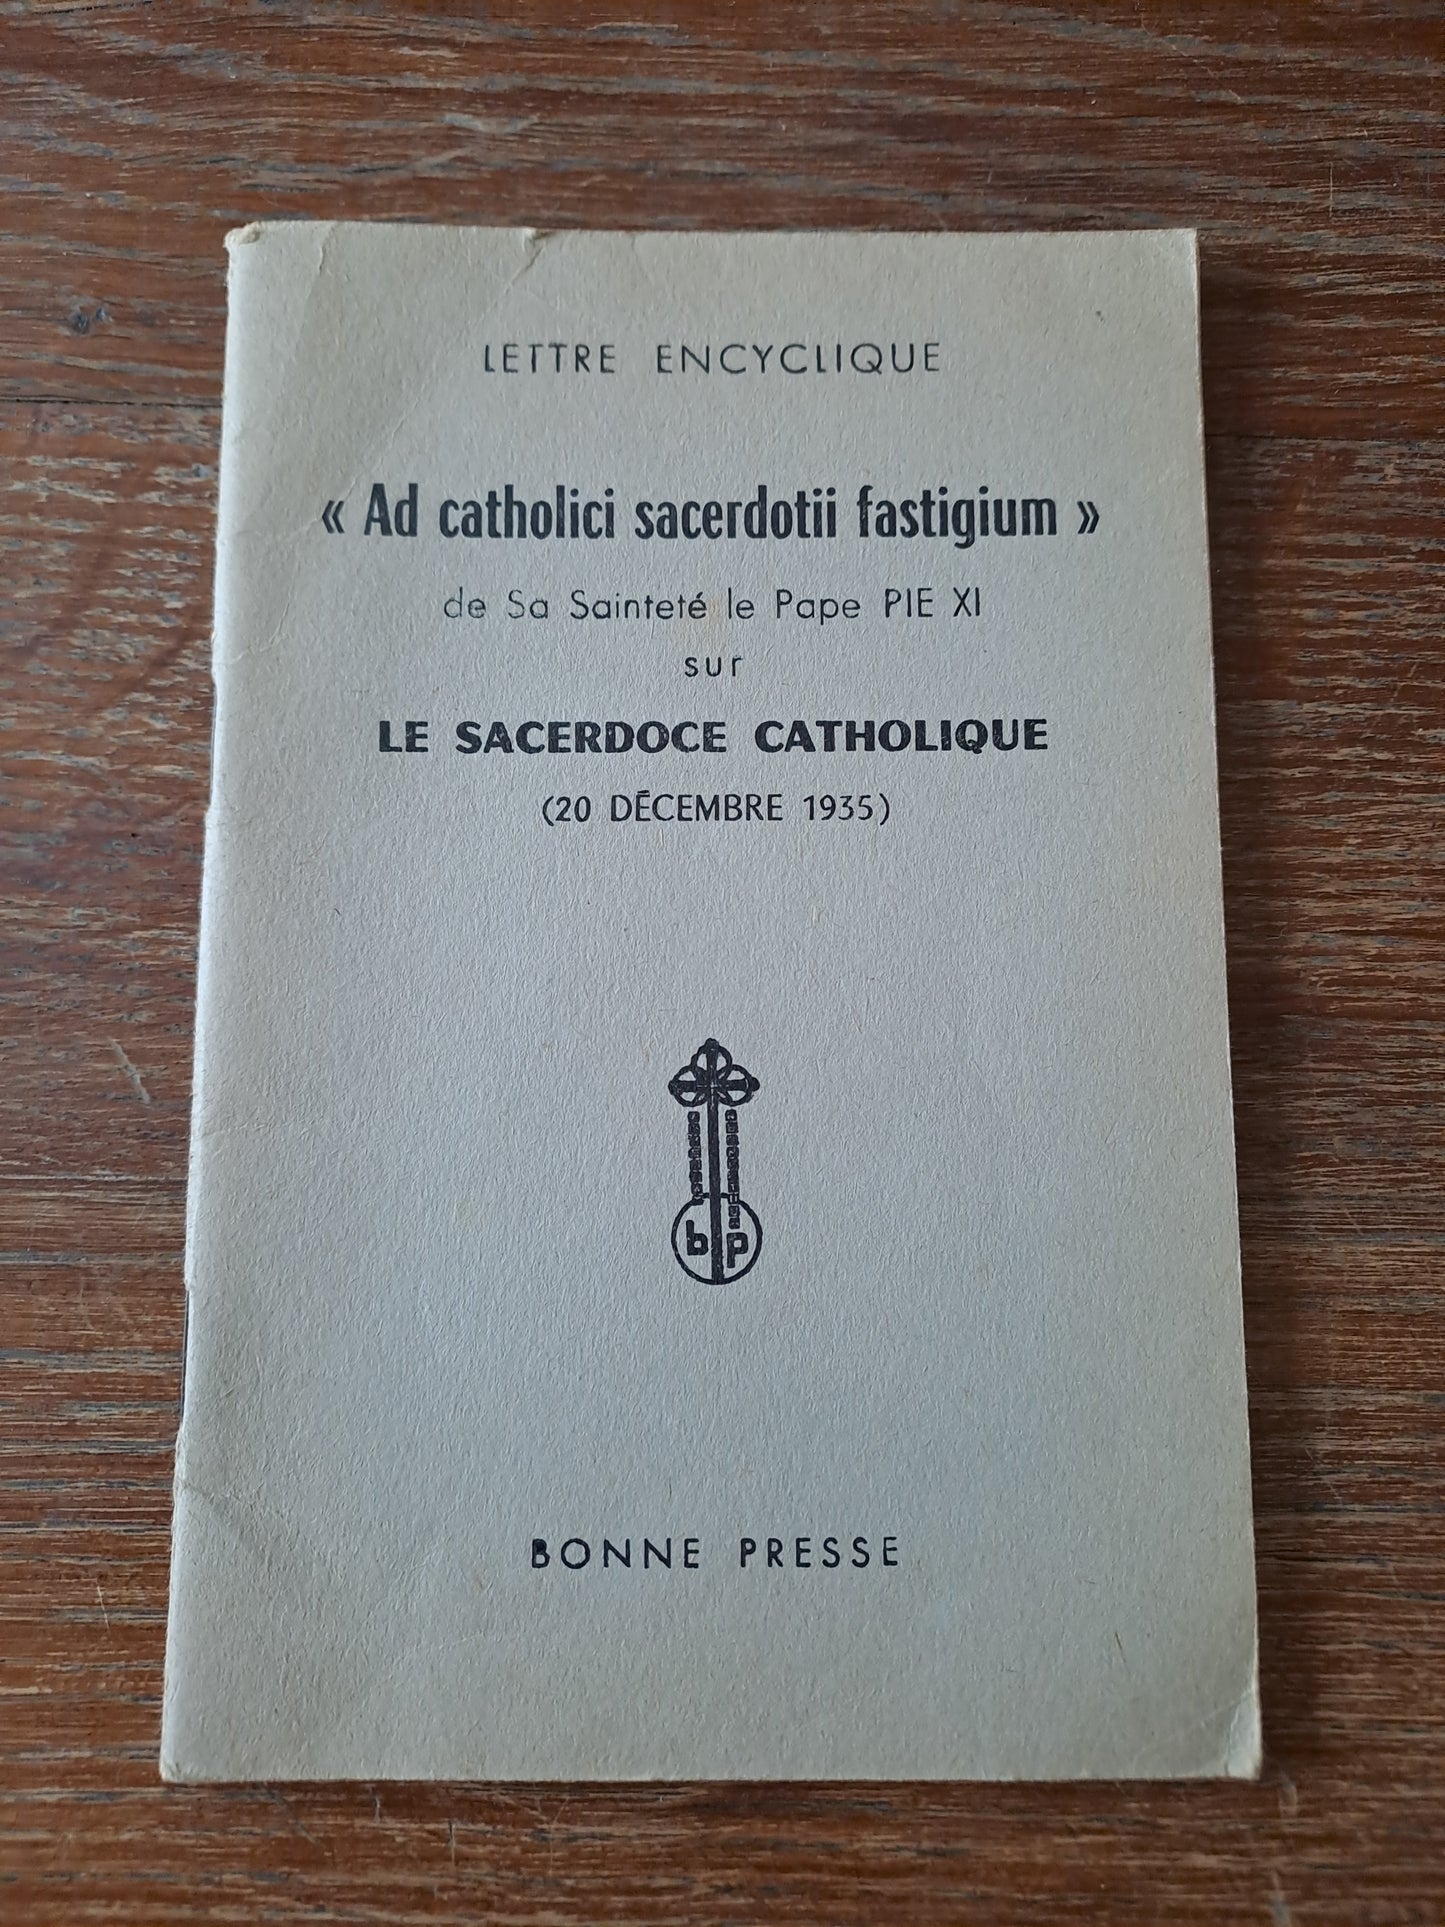 LETTRE ENCYCLIQUE
« Ad catholici sacerdotii fastigium »
de Sa Sainteté le Pape PIE XI
sur
LE SACERDOCE CATHOLIQUE
(20 DÉCEMBRE 1935)
b p
BONNE PRESSE